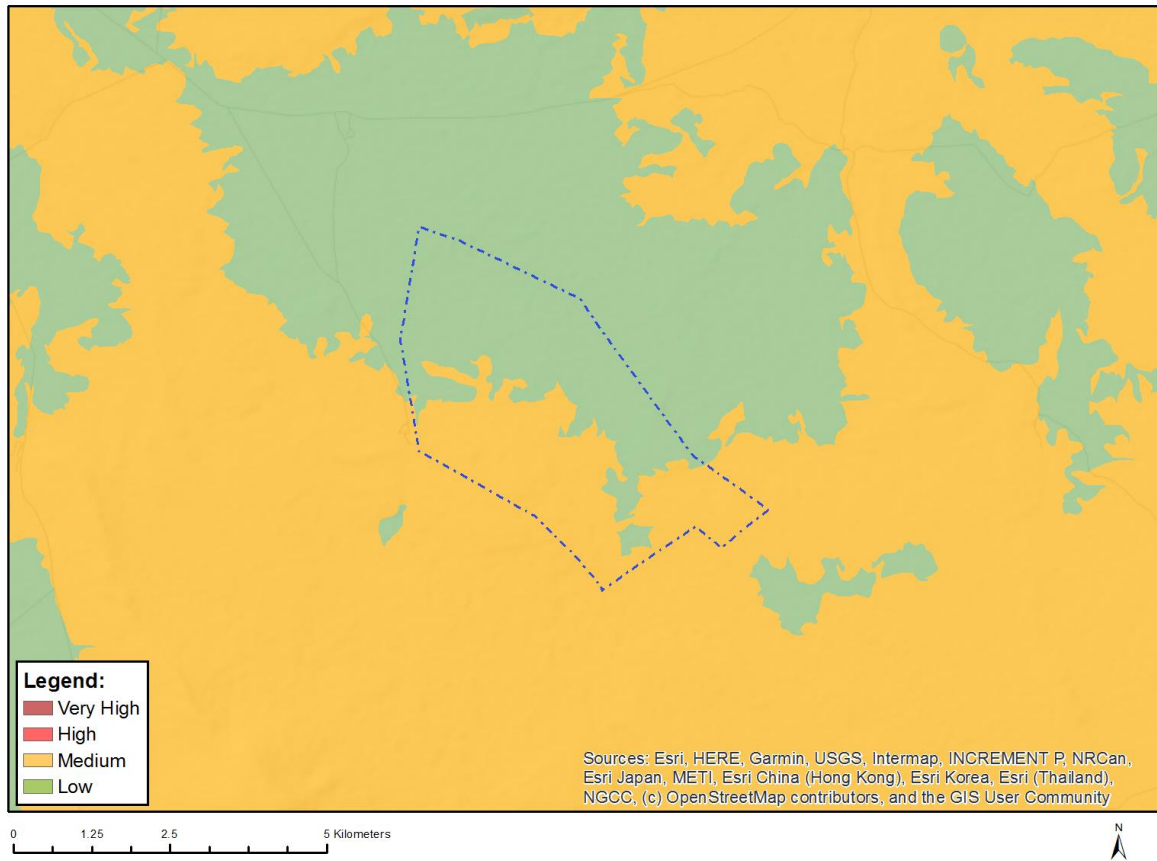 Legend:
Very High
High
Medium
Low
Sources: Esri, HERE, Garmin, USGS, Intermap, INCREMENT P, NRCan,
Esri Japan, METI, Esri China (Hong Kong), Esri Korea, Esri (Thailand),
NGCC, (c) OpenStreetMap contributors, and the GIS User Community
0 1.25 2.5 5 Kilometers
N